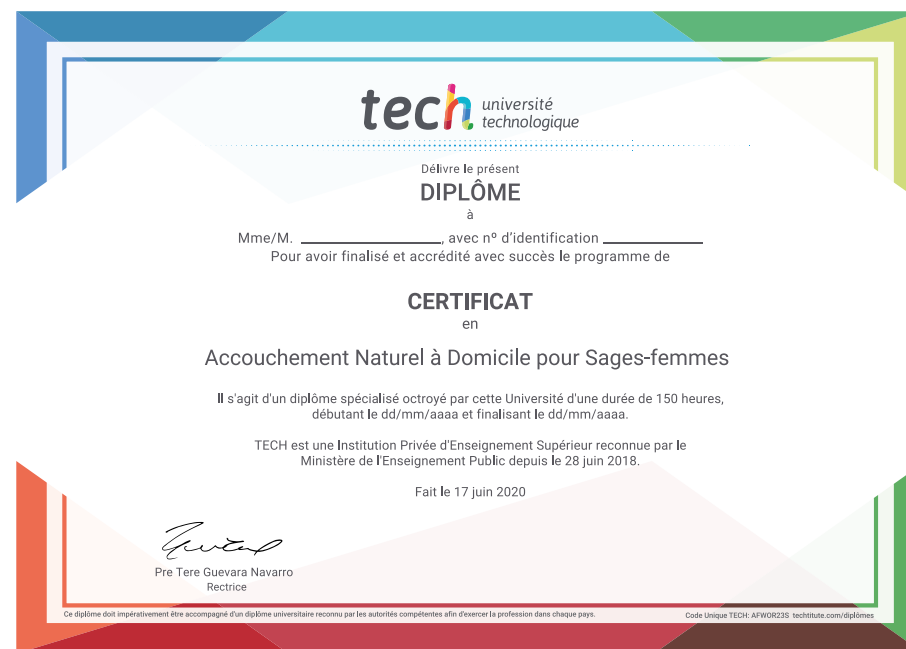 tech université
technologique
Délivre le présent
DIPLÔME
à
Mme/M. ____________________, avec nº d'identification ______________
Pour avoir finalisé et accrédité avec succès le programme de
CERTIFICAT
en
Accouchement Naturel à Domicile pour Sages-femmes
Il s'agit d'un diplôme spécialisé octroyé par cette Université d'une durée de 150 heures,
débutant le dd/mm/aaaa et finalisant le dd/mm/aaaa.
TECH est une Institution Privée d'Enseignement Supérieur reconnue par le
Ministère de l'Enseignement Public depuis le 28 juin 2018.
Fait le 17 juin 2020
Pre Tere Guevara Navarro
Rectrice
Ce diplôme doit impérativement être accompagné d'un diplôme universitaire reconnu par les autorités compétentes afin d'exercer la profession dans chaque pays.
Code Unique TECH: AFWOR23S techtitute.com/diplômes